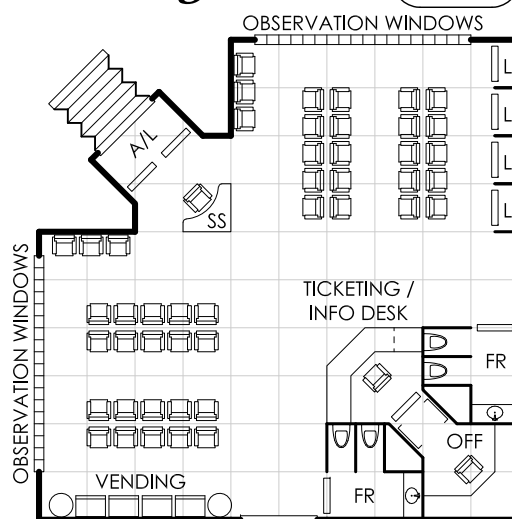 OBSERVATION WINDOWS
L
A/L
L
L
SS
L
OBSERVATION WINDOWS
TICKETING /
INFO DESK
FR
OFF
VENDING
FR